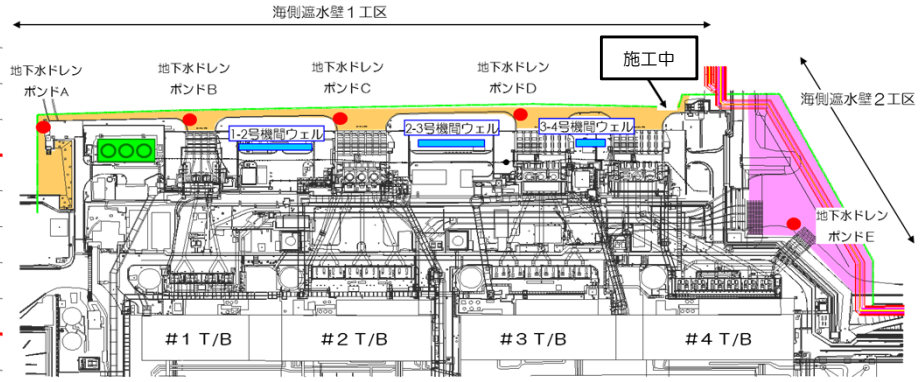 海側遮水壁１工区
施工中
地下水ドレン
ポンドA
地下水ドレン
ポンドB
地下水ドレン
ポンドC
地下水ドレン
ポンドD
海側遮水壁２工区
1-2号機間ウェル
2-3号機間ウェル
3-4号機間ウェル
地下水ドレン
ポンドE
#１ T/B
#２ T/B
#３ T/B
#４ T/B